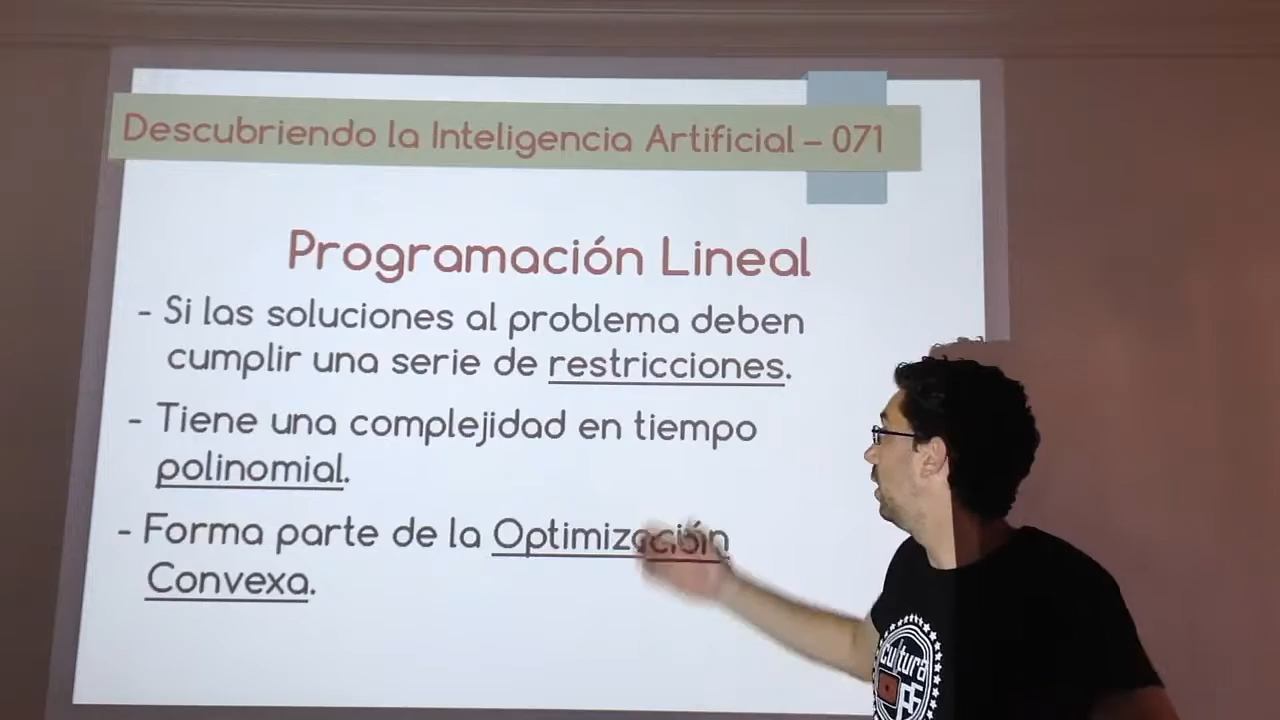 Descubriendo la Inteligencia Artificial – 071
Programación Lineal
- Si las soluciones al problema deben
cumplir una serie de restricciones.
- Tiene una complejidad en tiempo
polinomial.
- Forma parte de la Optimización
Convexa.
cultura